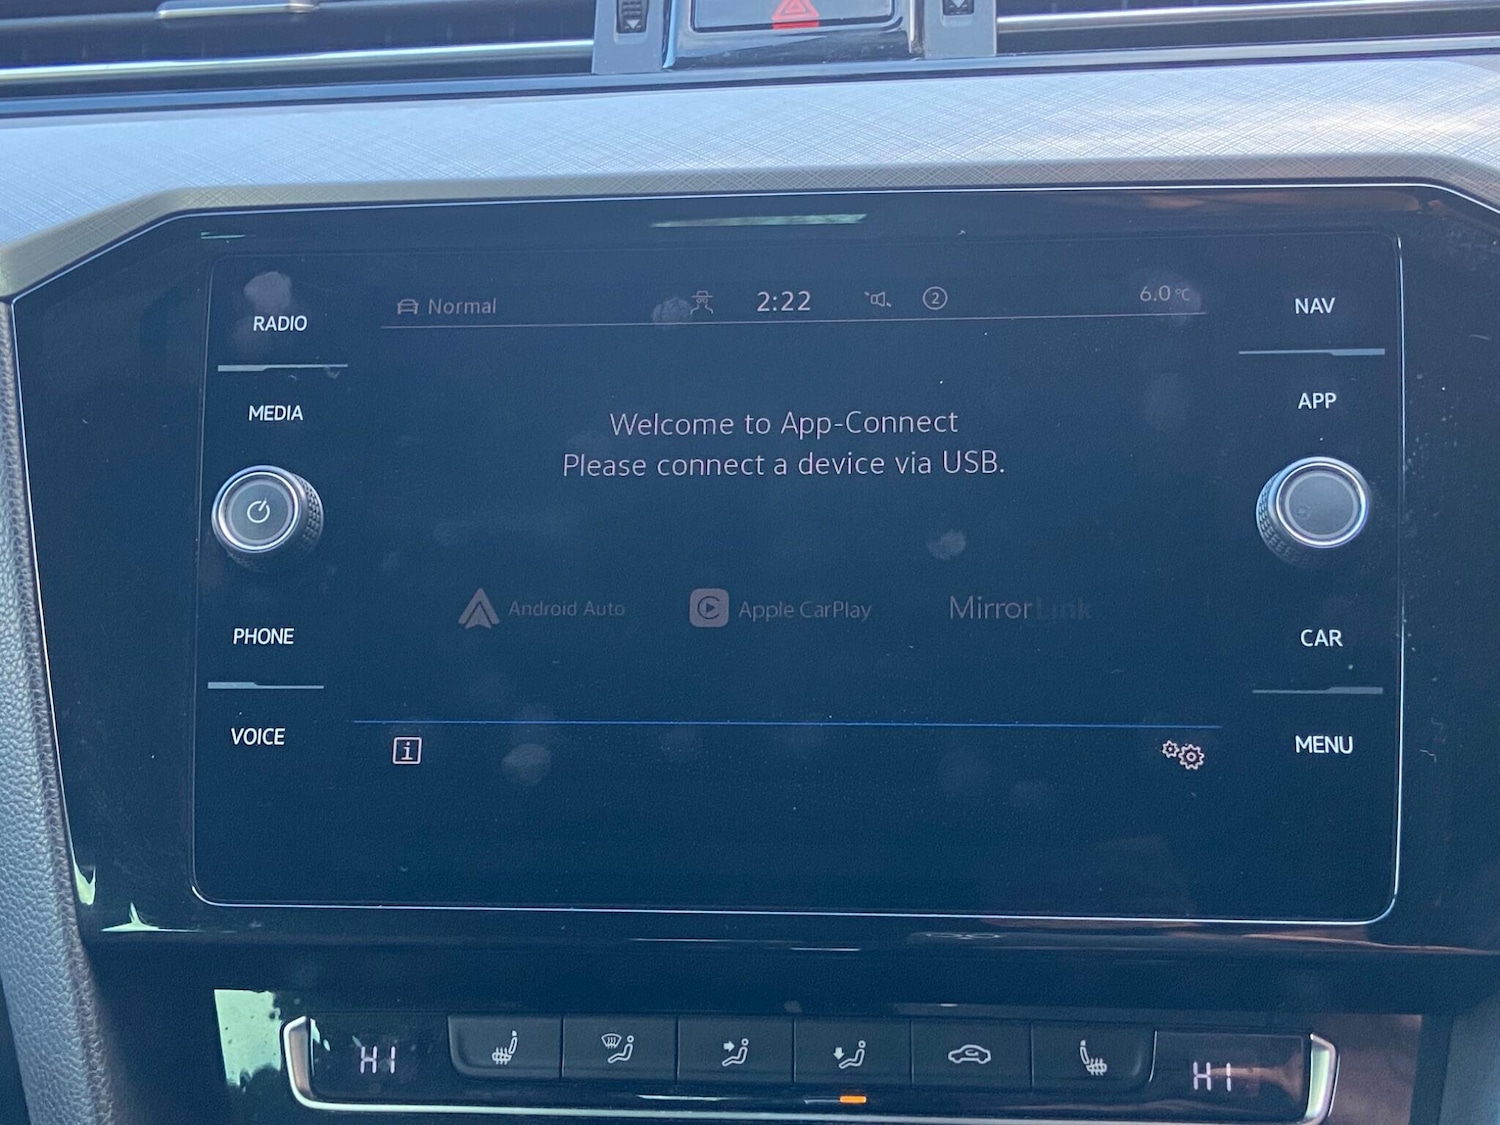 RADIO
MEDIA
PHONE
VOICE
Normal
2:22
2
6.0 °C
Welcome to App-Connect
Please connect a device via USB.
Android Auto
Apple CarPlay
MirrorLink
i
NAV
APP
CAR
MENU
HI
HI